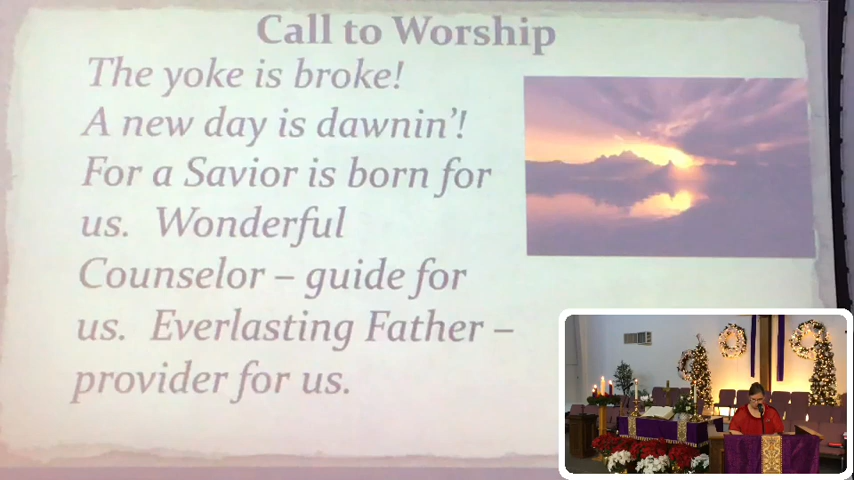 Call to Worship
The yoke is broke!
A new day is dawnin’!
For a Savior is born for
us.  Wonderful
Counselor – guide for
us.  Everlasting Father –
provider for us.